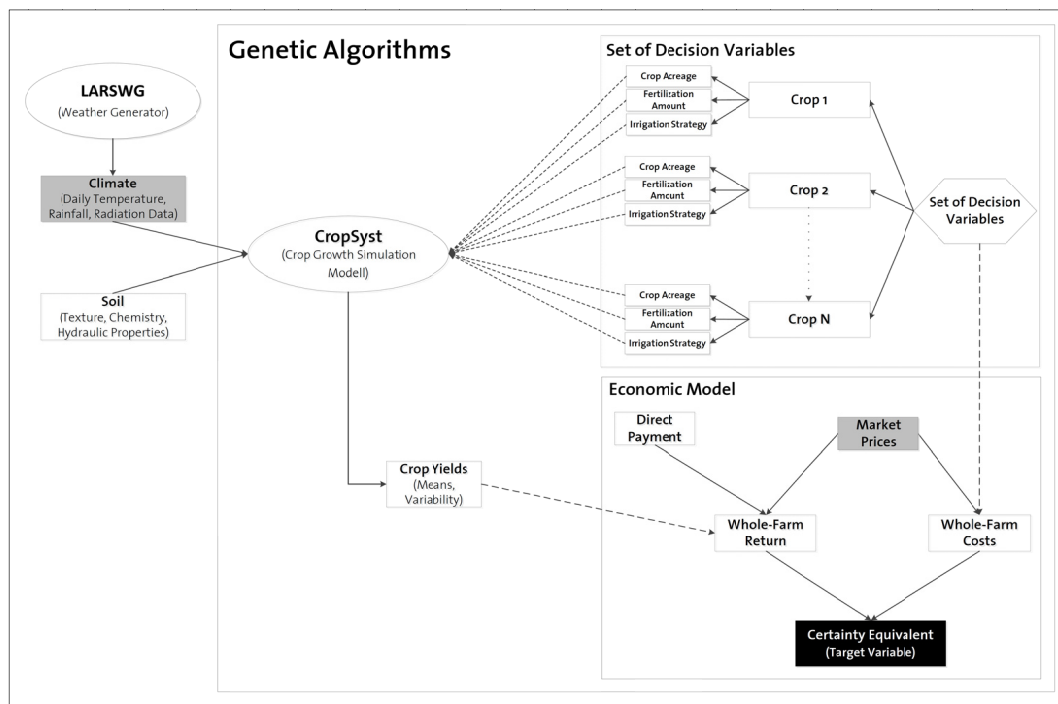 Genetic Algorithms
LARSWG
(Weather Generator)
Climate
(Daily Temperature,
Rainfall, Radiation Data)
Soil
(Texture, Chemistry,
Hydraulic Properties)
CropSyst
(Crop Growth Simulation
Modell)
Crop Yields
(Means,
Variability)
Set of Decision Variables
Crop Acreage
Fertilization
Amount
Irrigation Strategy
Crop 1
Crop Acreage
Fertilization
Amount
Irrigation Strategy
Crop 2
Crop Acreage
Fertilization
Amount
Irrigation Strategy
Crop N
Set of Decision
Variables
Economic Model
Direct
Payment
Market
Prices
Whole-Farm
Return
Whole-Farm
Costs
Certainty Equivalent
(Target Variable)